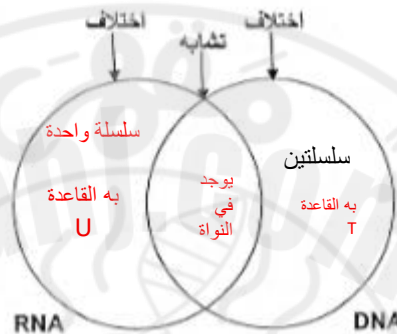 اختلاف
تشابه
اختلاف
سلسلتين
به القاعدة
T
يوجد
في
النواة
سلسلة واحدة
به القاعدة
U
DNA
RNA